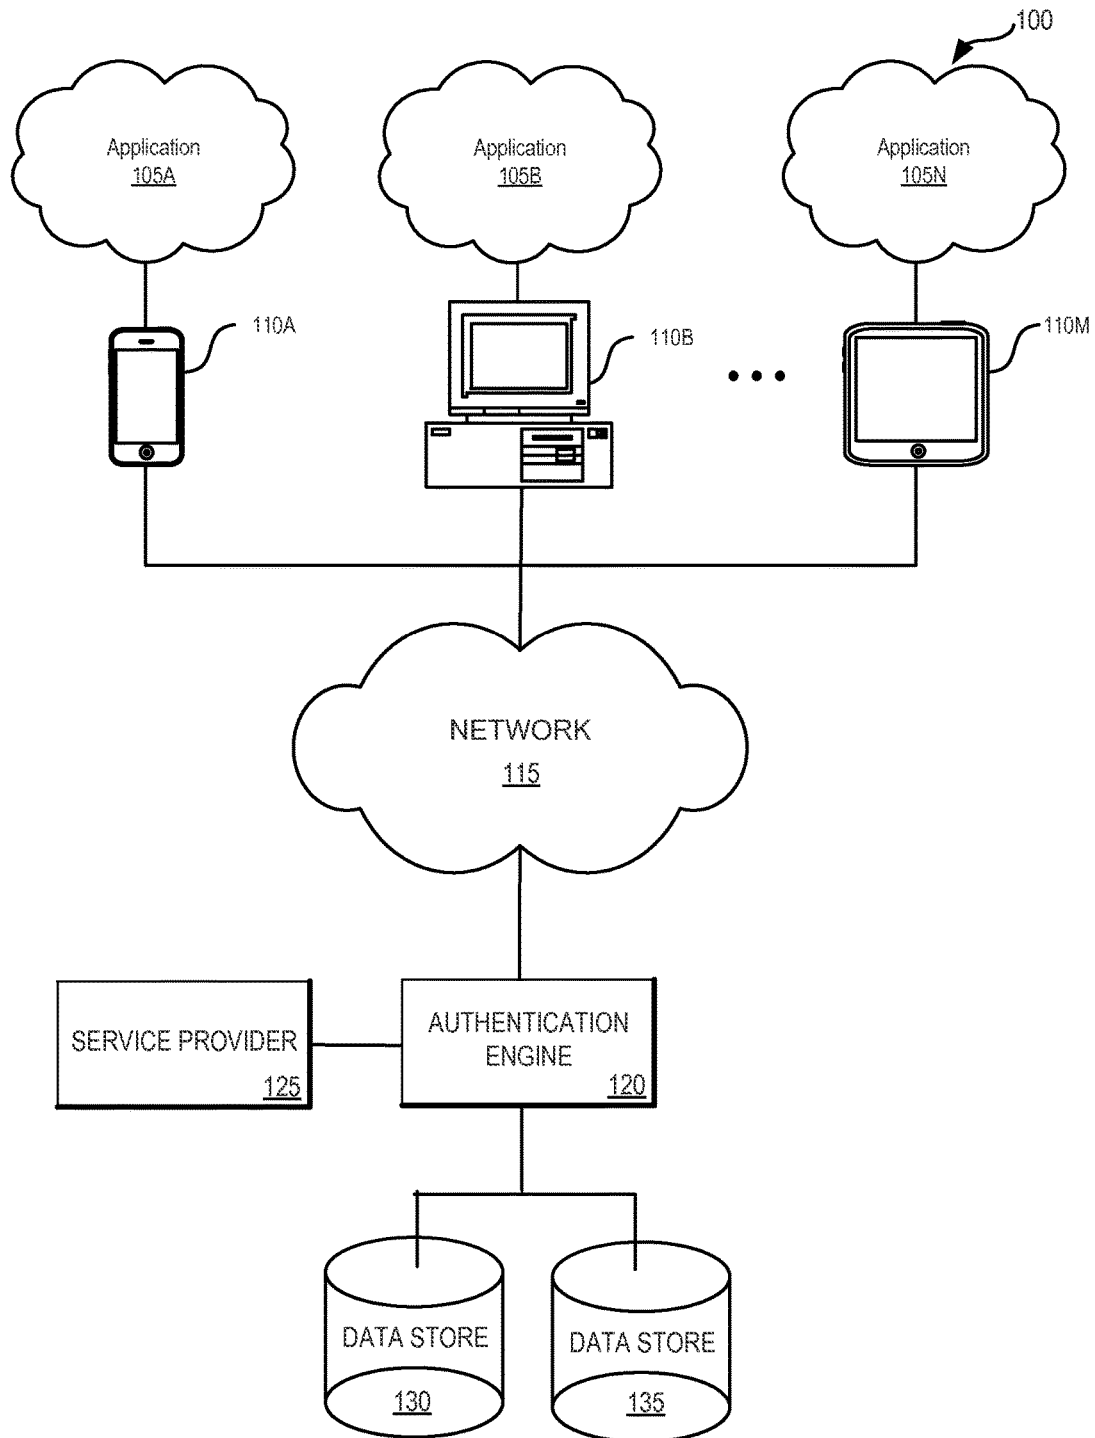 100
Application
105A
Application
105B
Application
105N
110A
110B
110M
NETWORK
115
SERVICE PROVIDER
125
AUTHENTICATION
ENGINE
120
DATA STORE
130
DATA STORE
135